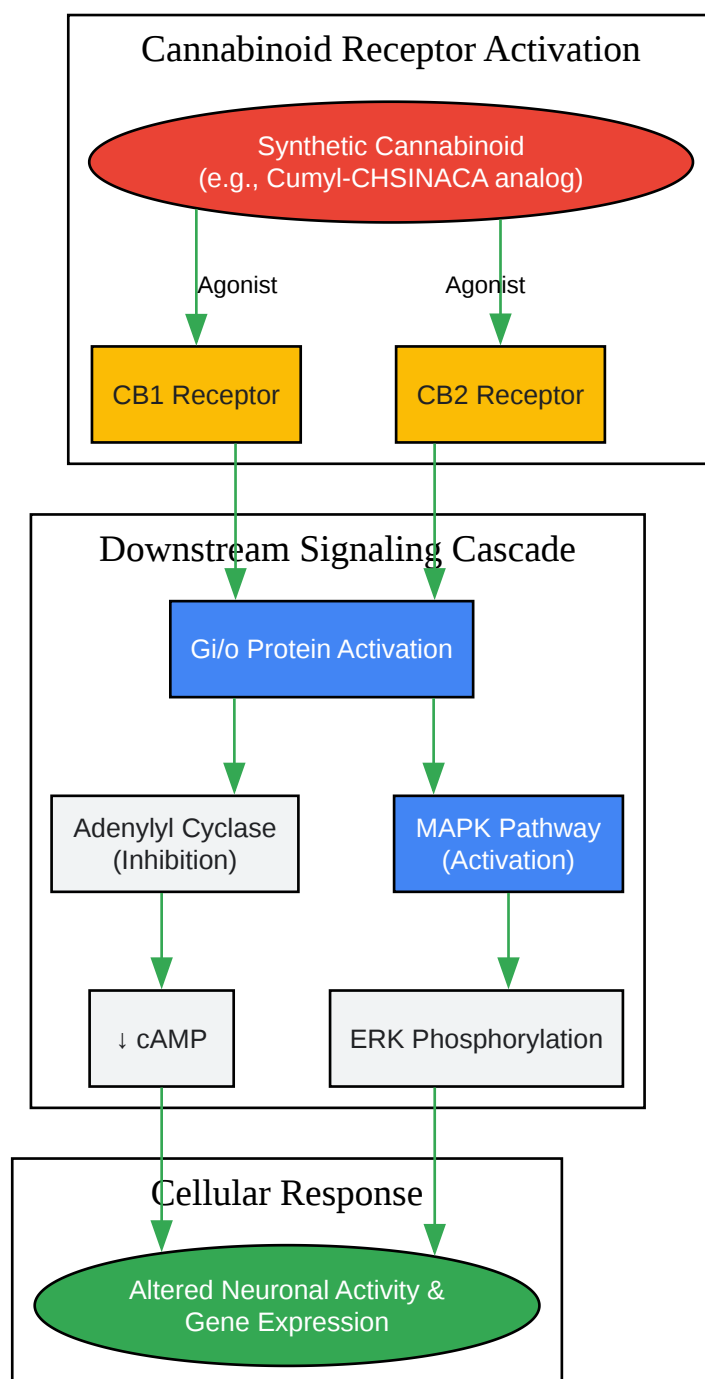 Cannabinoid Receptor Activation
Synthetic Cannabinoid
(e.g., Cumyl-CHSINACA analog)
Agonist
Agonist
CB1 Receptor
CB2 Receptor
Downstream Signaling Cascade
Gi/o Protein Activation
Adenylyl Cyclase
(Inhibition)
MAPK Pathway
(Activation)
↓ cAMP
ERK Phosphorylation
Cellular Response
Altered Neuronal Activity &
Gene Expression